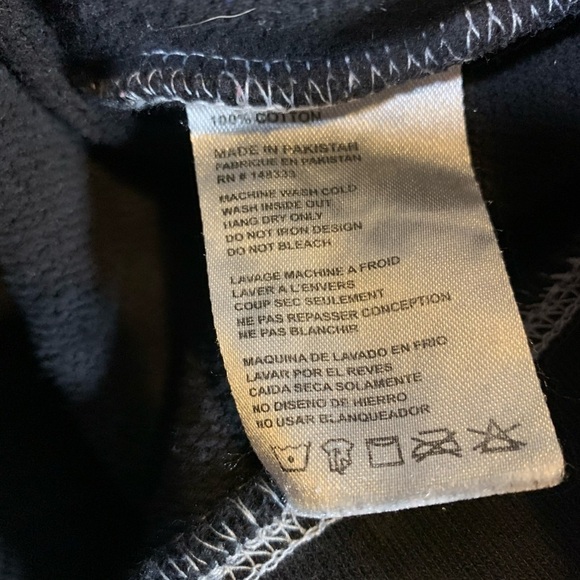 100% COTTON
MADE IN PAKISTAN
FABRIQUE EN PAKISTAN
RN # 148333
MACHINE WASH COLD
WASH INSIDE OUT
HANG DRY ONLY
DO NOT IRON DESIGN
DO NOT BLEACH
LAVAGE MACHINE A FROID
LAVER A L'ENVERS
COUP SEC SEULEMENT
NE PAS REPASSER CONCEPTION
NE PAS BLANCHIR
MAQUINA DE LAVADO EN FRIO
LAVAR POR EL REVES
CAIDA SECA SOLAMENTE
NO DISENO DE HIERRO
NO USAR BLANQUEADOR